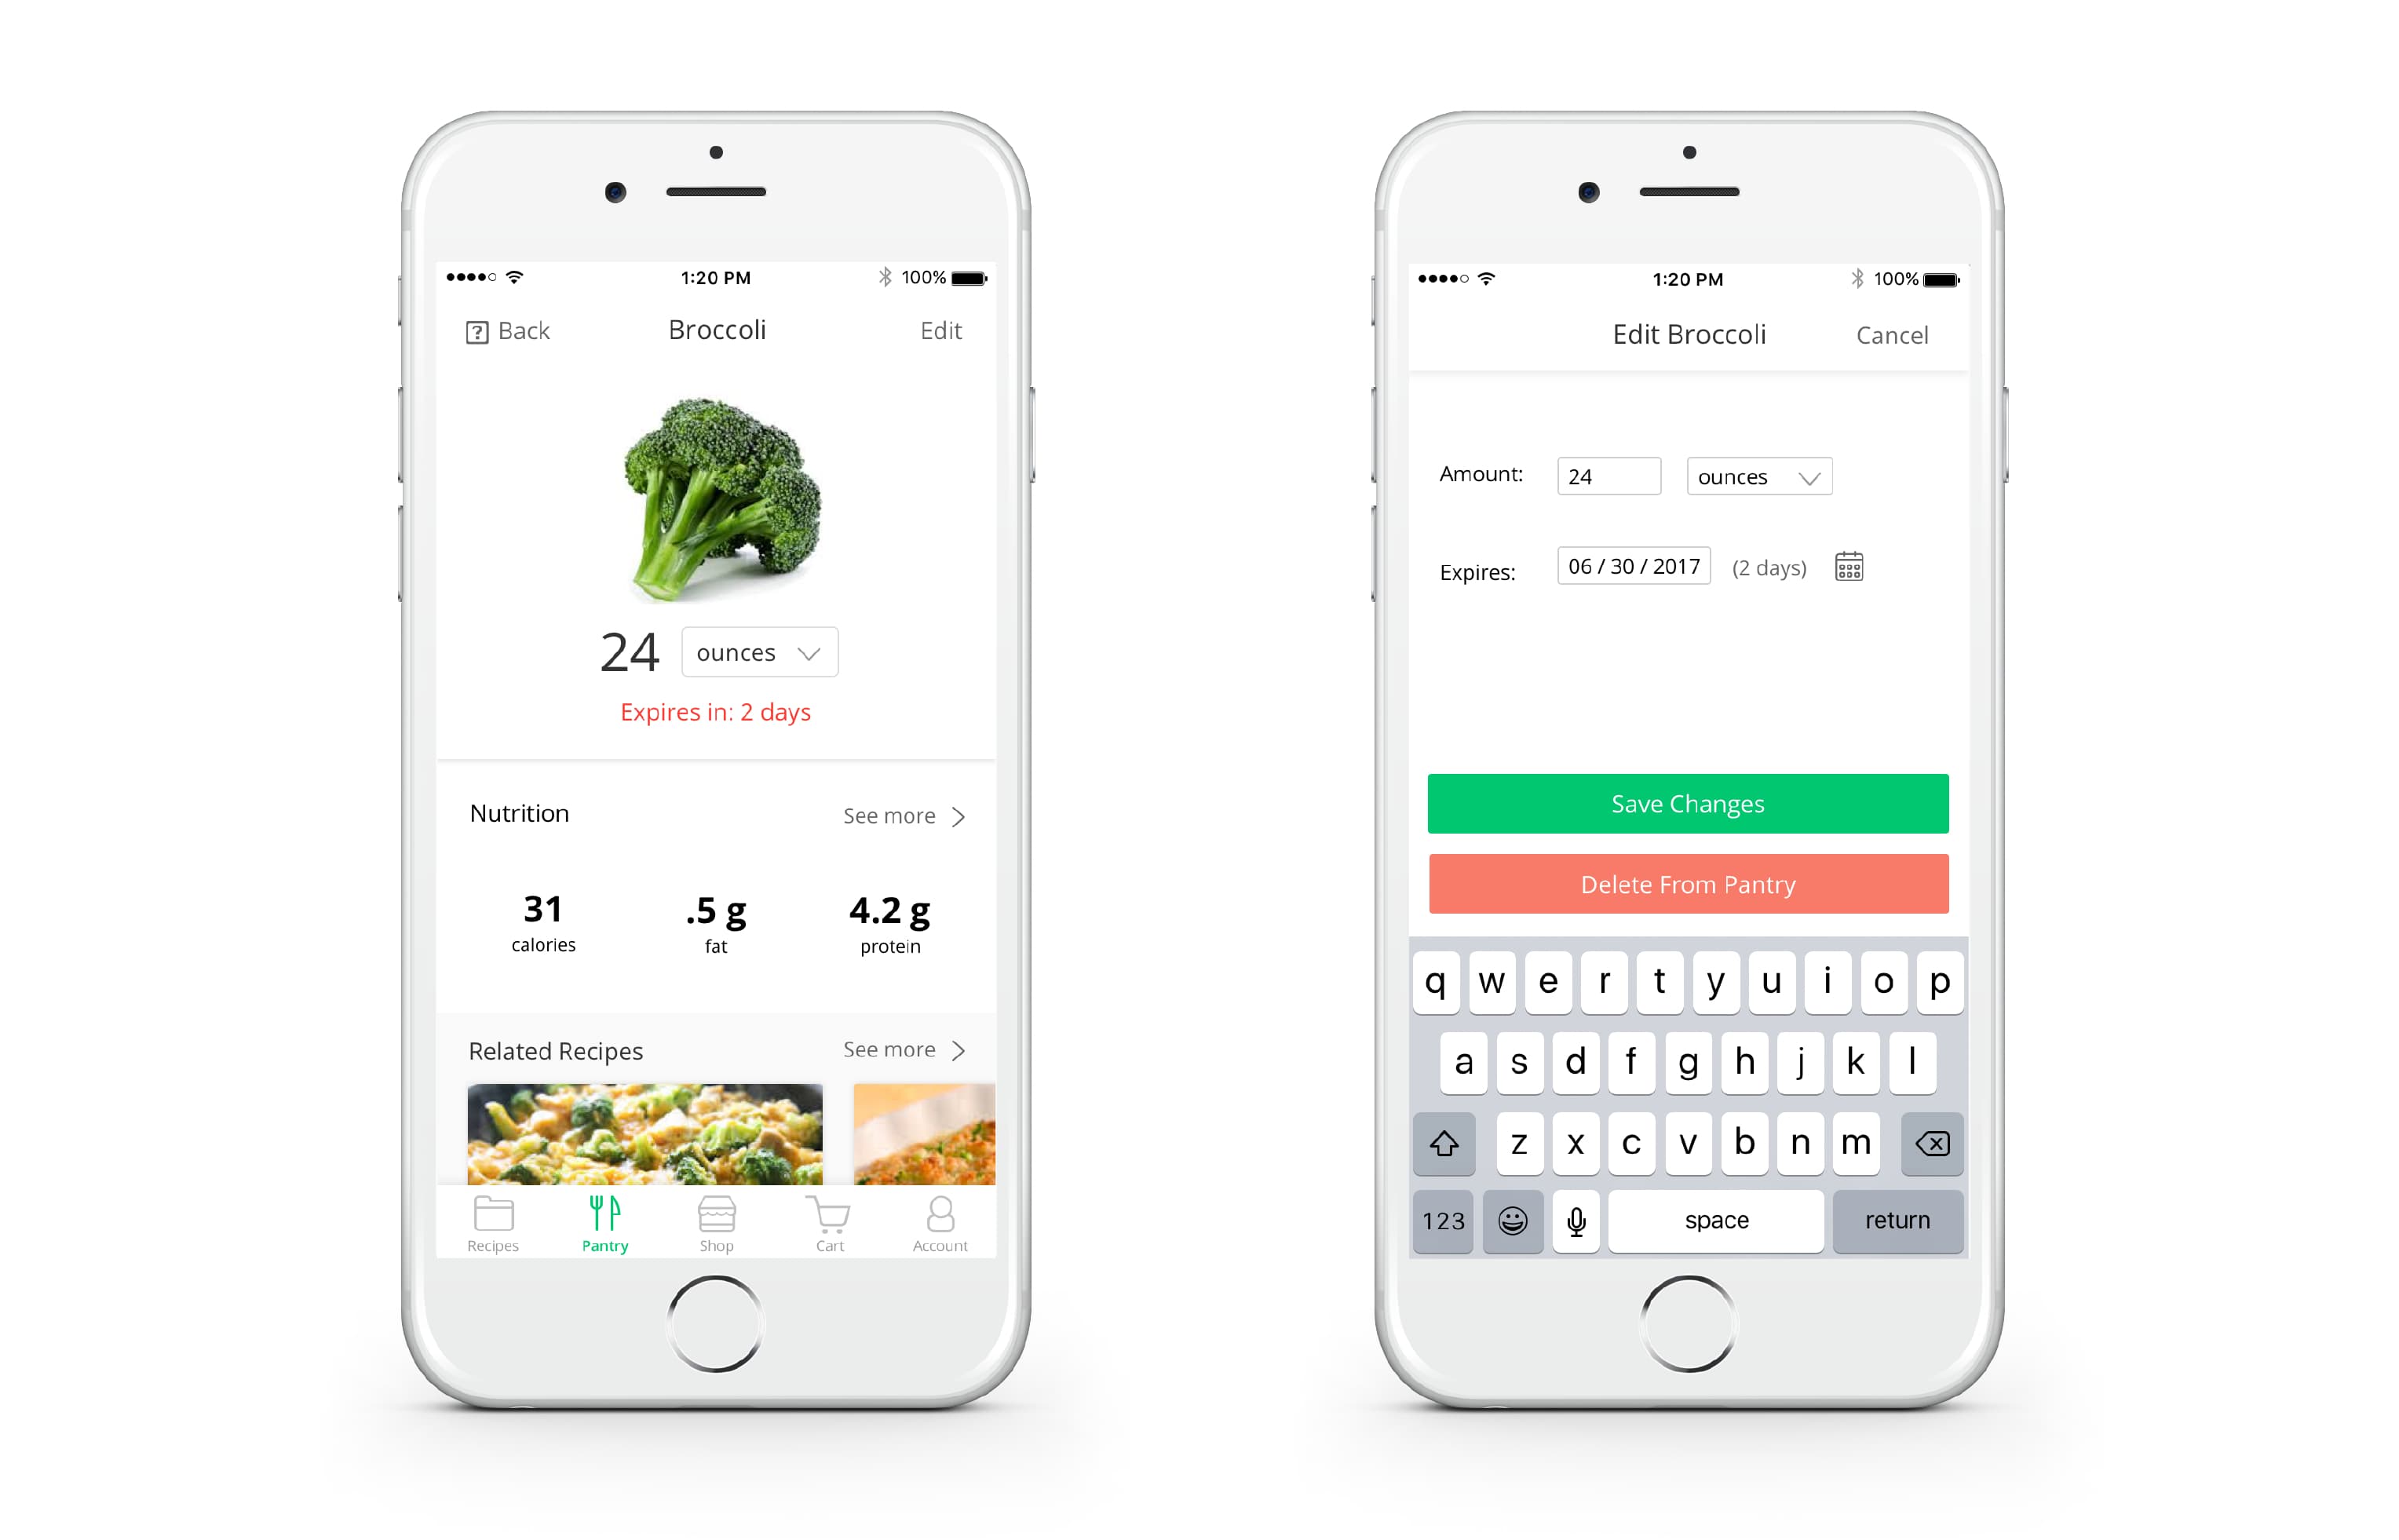 1:20 PM 100%
? Back Broccoli Edit
24 ounces
Expires in: 2 days
Nutrition See more
31 .5 g 4.2 g
calories fat protein
Related Recipes See more
Recipes Pantry Shop Cart Account
1:20 PM 100%
Edit Broccoli Cancel
Amount: 24 ounces
Expires: 06 / 30 / 2017 (2 days)
Save Changes
Delete From Pantry
q w e r t y u i o p
a s d f g h j k l
z x c v b n m
123 space return